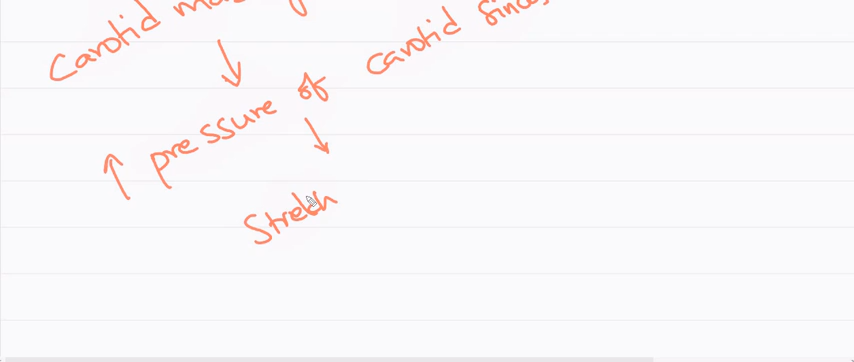 Carotid
↓
↑ pressure of carotid
↓
Stretch